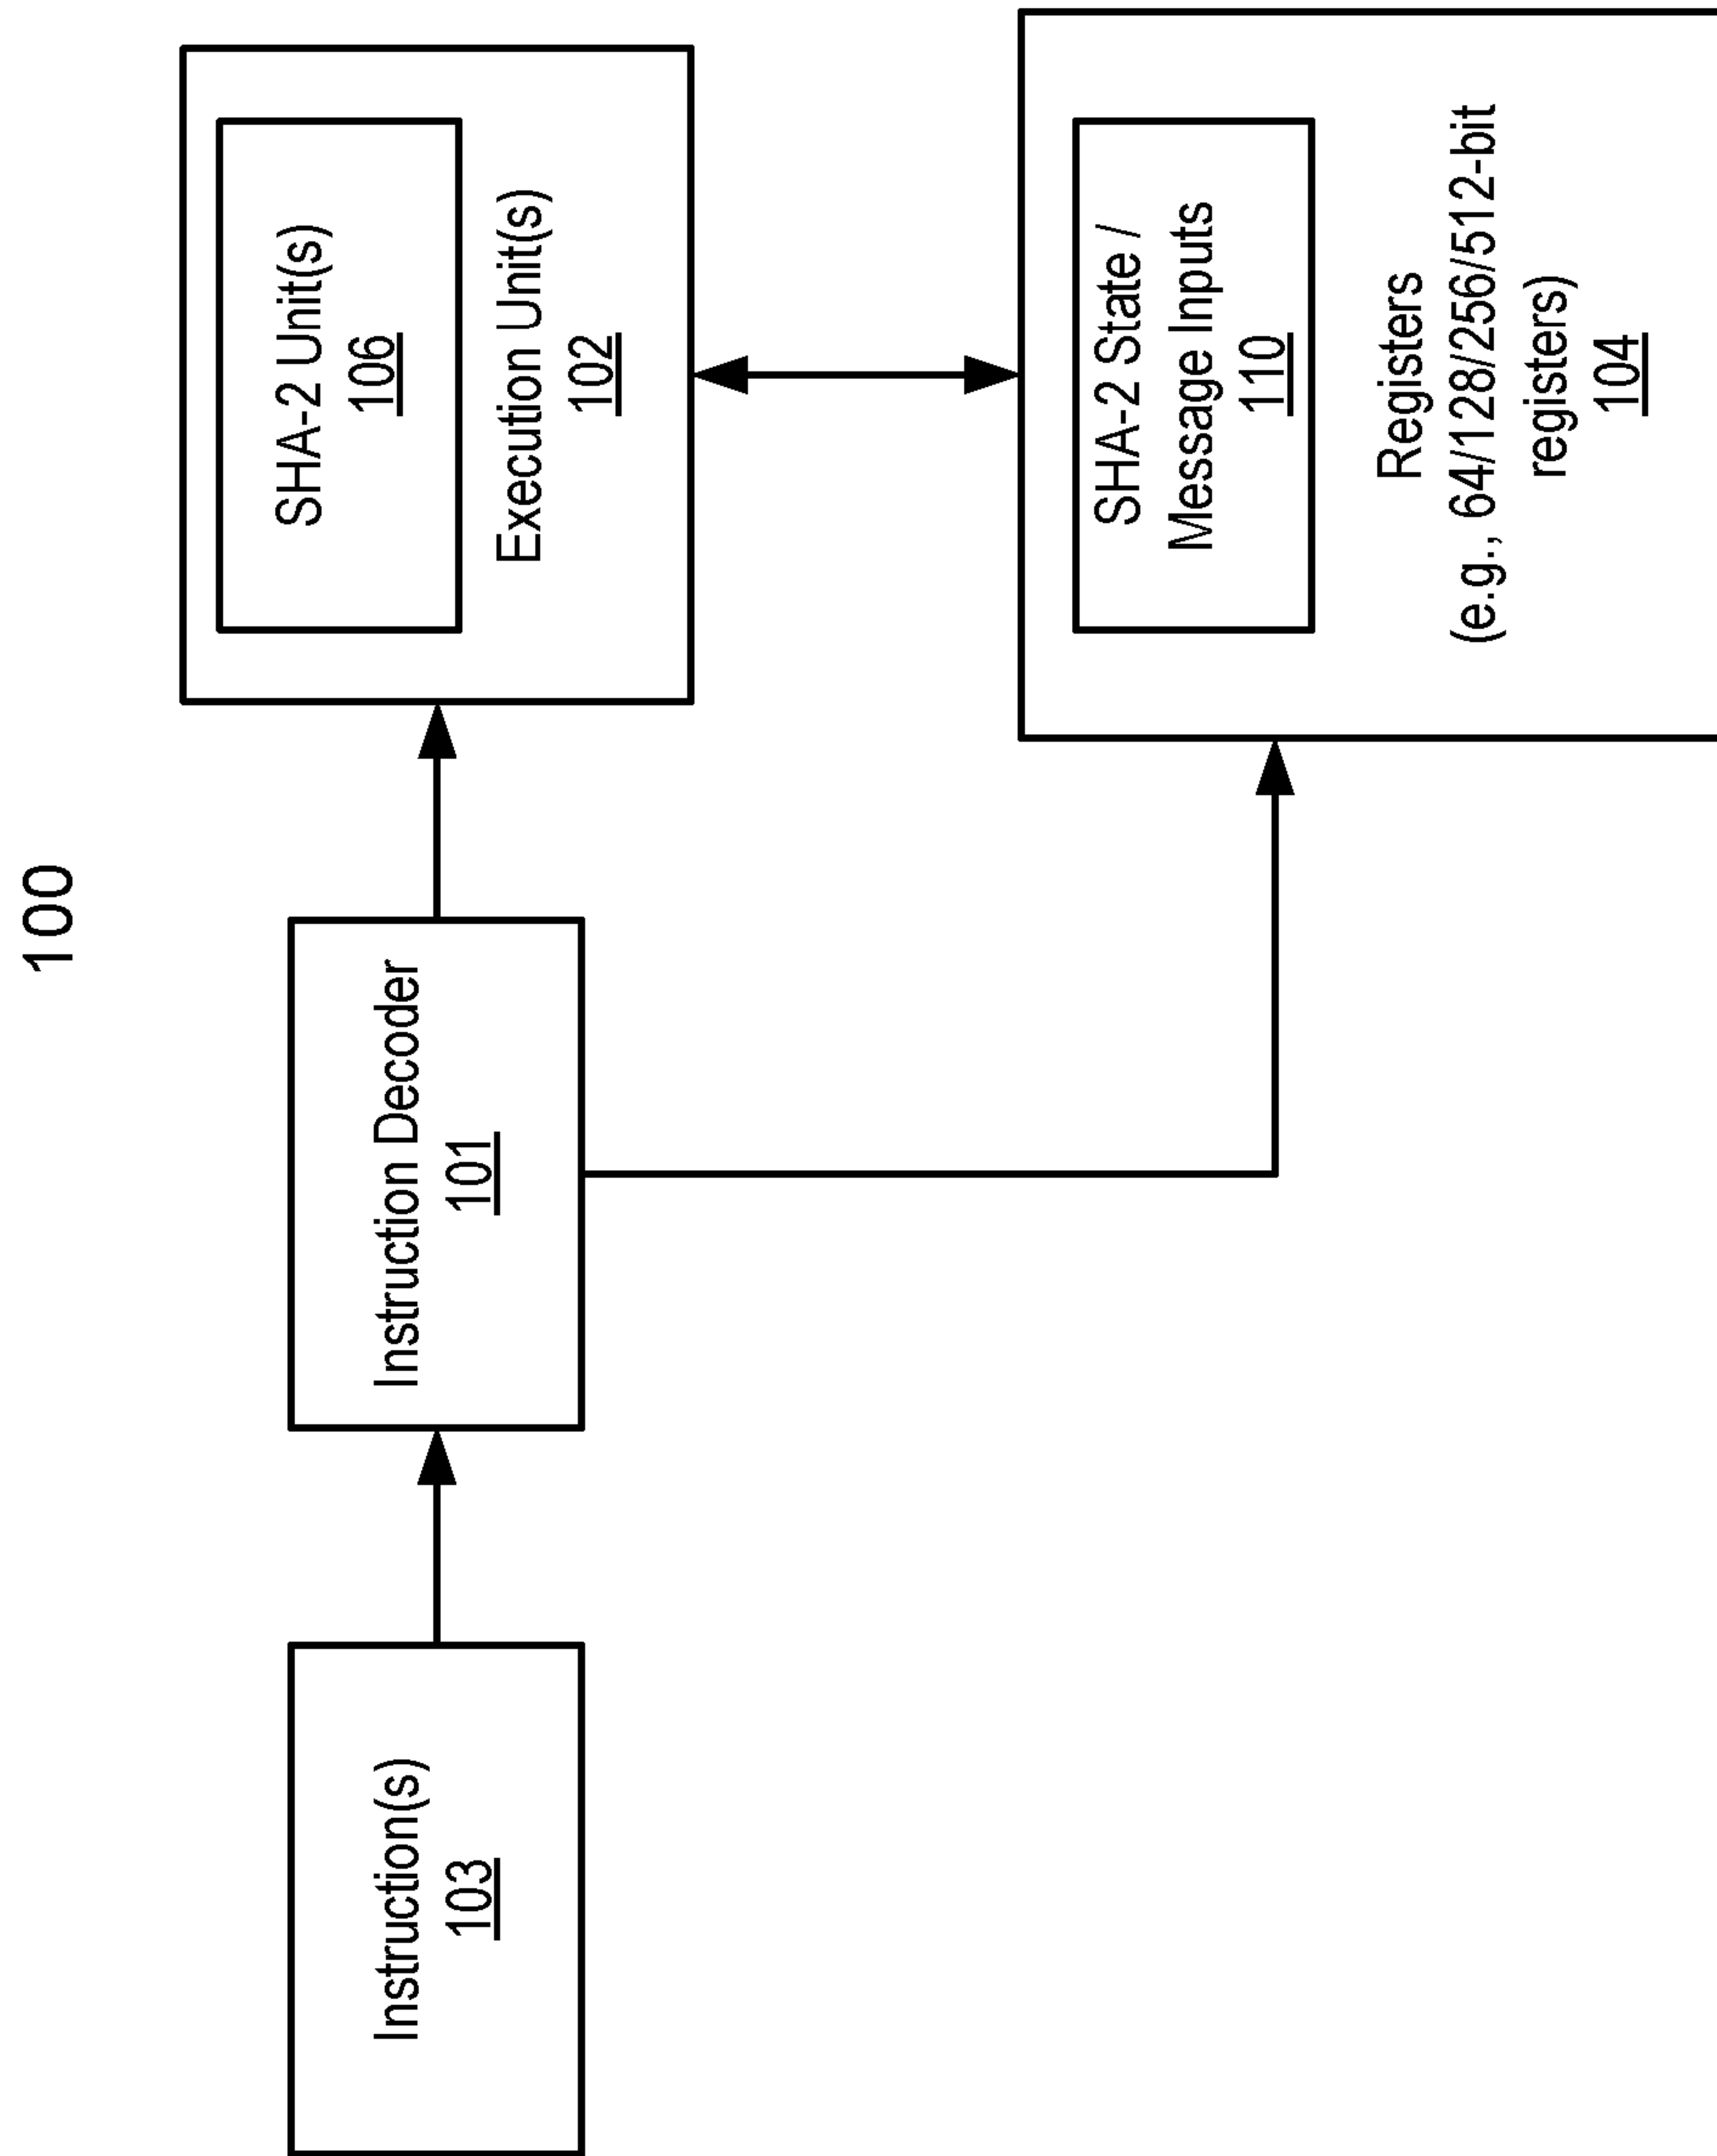 100
Instruction(s)
103
Instruction Decoder
101
SHA-2 Unit(s)
106
Execution Unit(s)
102
SHA-2 State /
Message Inputs
110
Registers
(e.g., 64/128/256/512-bit
registers)
104